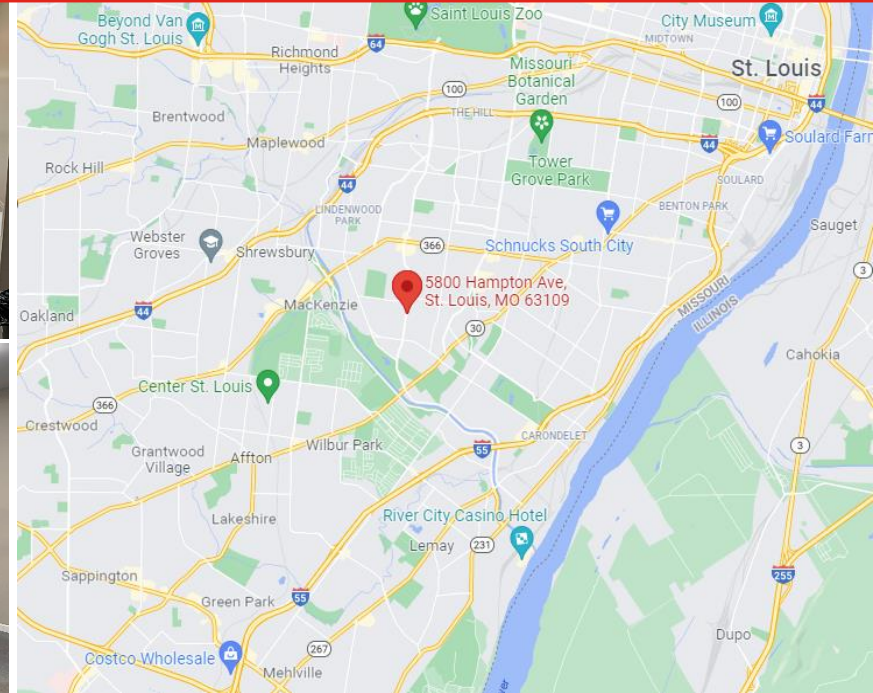 Beyond Van
Gogh St. Louis
Saint Louis Zoo
City Museum
MIDTOWN
Richmond
Heights
64
Missouri
Botanical
Garden
St. Louis
100
100
44
THE HILL
Brentwood
Maplewood
44
Soulard Farm
Rock Hill
Tower
Grove Park
44
SOULARD
LINDENWOOD
PARK
BENTON PARK
Webster
Groves
Shrewsbury
366
Schnucks South City
Sauget
3
5800 Hampton Ave,
St. Louis, MO 63109
MacKenzie
Oakland
44
30
MISSOURI
ILLINOIS
Cahokia
Center St. Louis
366
Crestwood
Grantwood
Village
Affton
Wilbur Park
55
CARONDELET
3
Lakeshire
River City Casino Hotel
Lemay
231
Sappington
255
Green Park
55
Dupo
267
Costco Wholesale
Mehlville